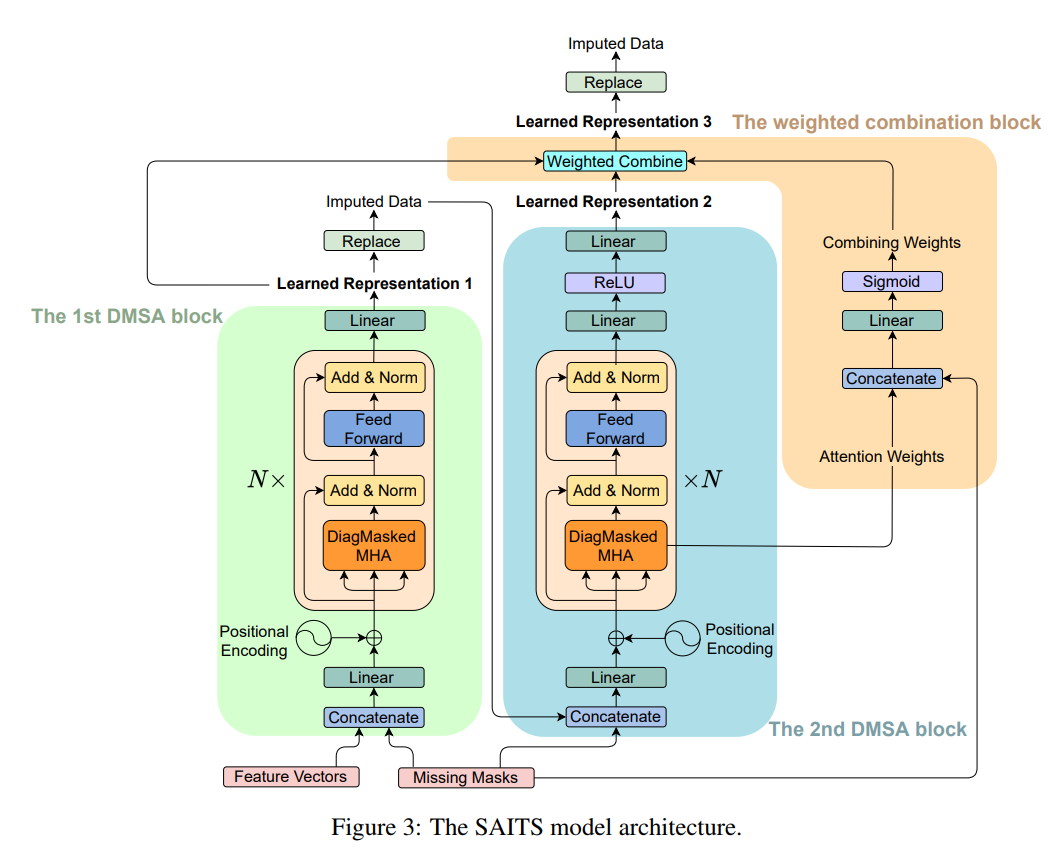 Imputed Data
Replace
Learned Representation 3
The weighted combination block
Weighted Combine
Imputed Data
Learned Representation 2
Replace
Linear
Combining Weights
Learned Representation 1
ReLU
Sigmoid
The 1st DMSA block
Linear
Linear
Linear
Add & Norm
Add & Norm
Concatenate
Feed
Forward
Feed
Forward
Attention Weights
N×
×N
Add & Norm
Add & Norm
DiagMasked
MHA
DiagMasked
MHA
Positional
Encoding
Positional
Encoding
Linear
Linear
Concatenate
Concatenate
The 2nd DMSA block
Feature Vectors
Missing Masks
Figure 3: The SAITS model architecture.